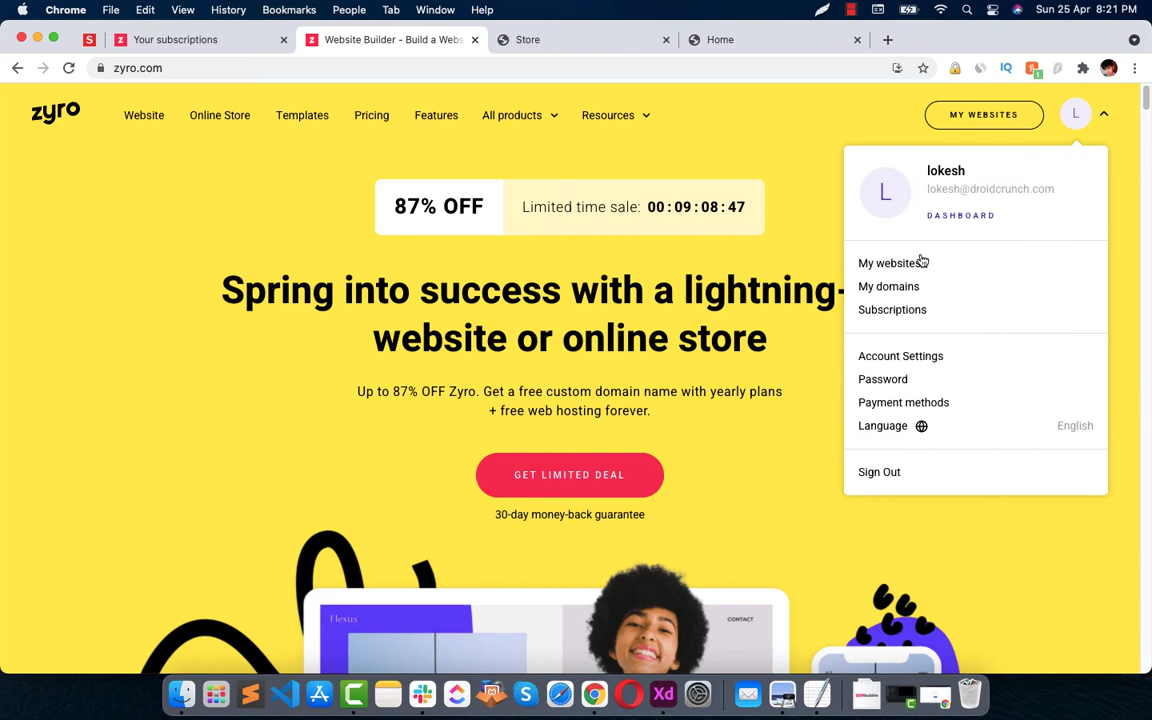 Chrome File Edit View History Bookmarks People Tab Window Help Sun 25 Apr 8:21 PM
S z Your subscriptions z Website Builder - Build a Webs Store Home
zyro.com IQ 1
zyro Website Online Store Templates Pricing Features All products Resources MY WEBSITES L
lokesh
L lokesh@droidcrunch.com
DASHBOARD
87% OFF Limited time sale: 00:09:08:47
My websites
My domains
Subscriptions
Spring into success with a lightning-
website or online store
Account Settings
Password
Payment methods
Language English
Sign Out
Up to 87% OFF Zyro. Get a free custom domain name with yearly plans
+ free web hosting forever.
GET LIMITED DEAL
30-day money-back guarantee
Flexus CONTACT
Xd